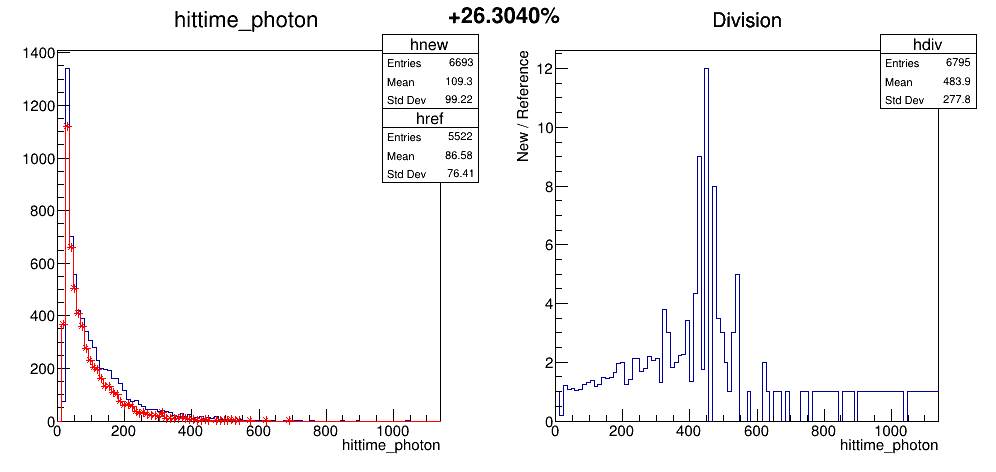 +26.3040%
hittime_photon
hnew
Entries 6693
Mean 109.3
Std Dev 99.22
href
Entries 5522
Mean 86.58
Std Dev 76.41
1400
1200
1000
800
600
400
200
0
0 200 400 600 800 1000
hittime_photon
Division
hdiv
Entries 6795
Mean 483.9
Std Dev 277.8
New / Reference
12
10
8
6
4
2
0
0 200 400 600 800 1000
hittime_photon